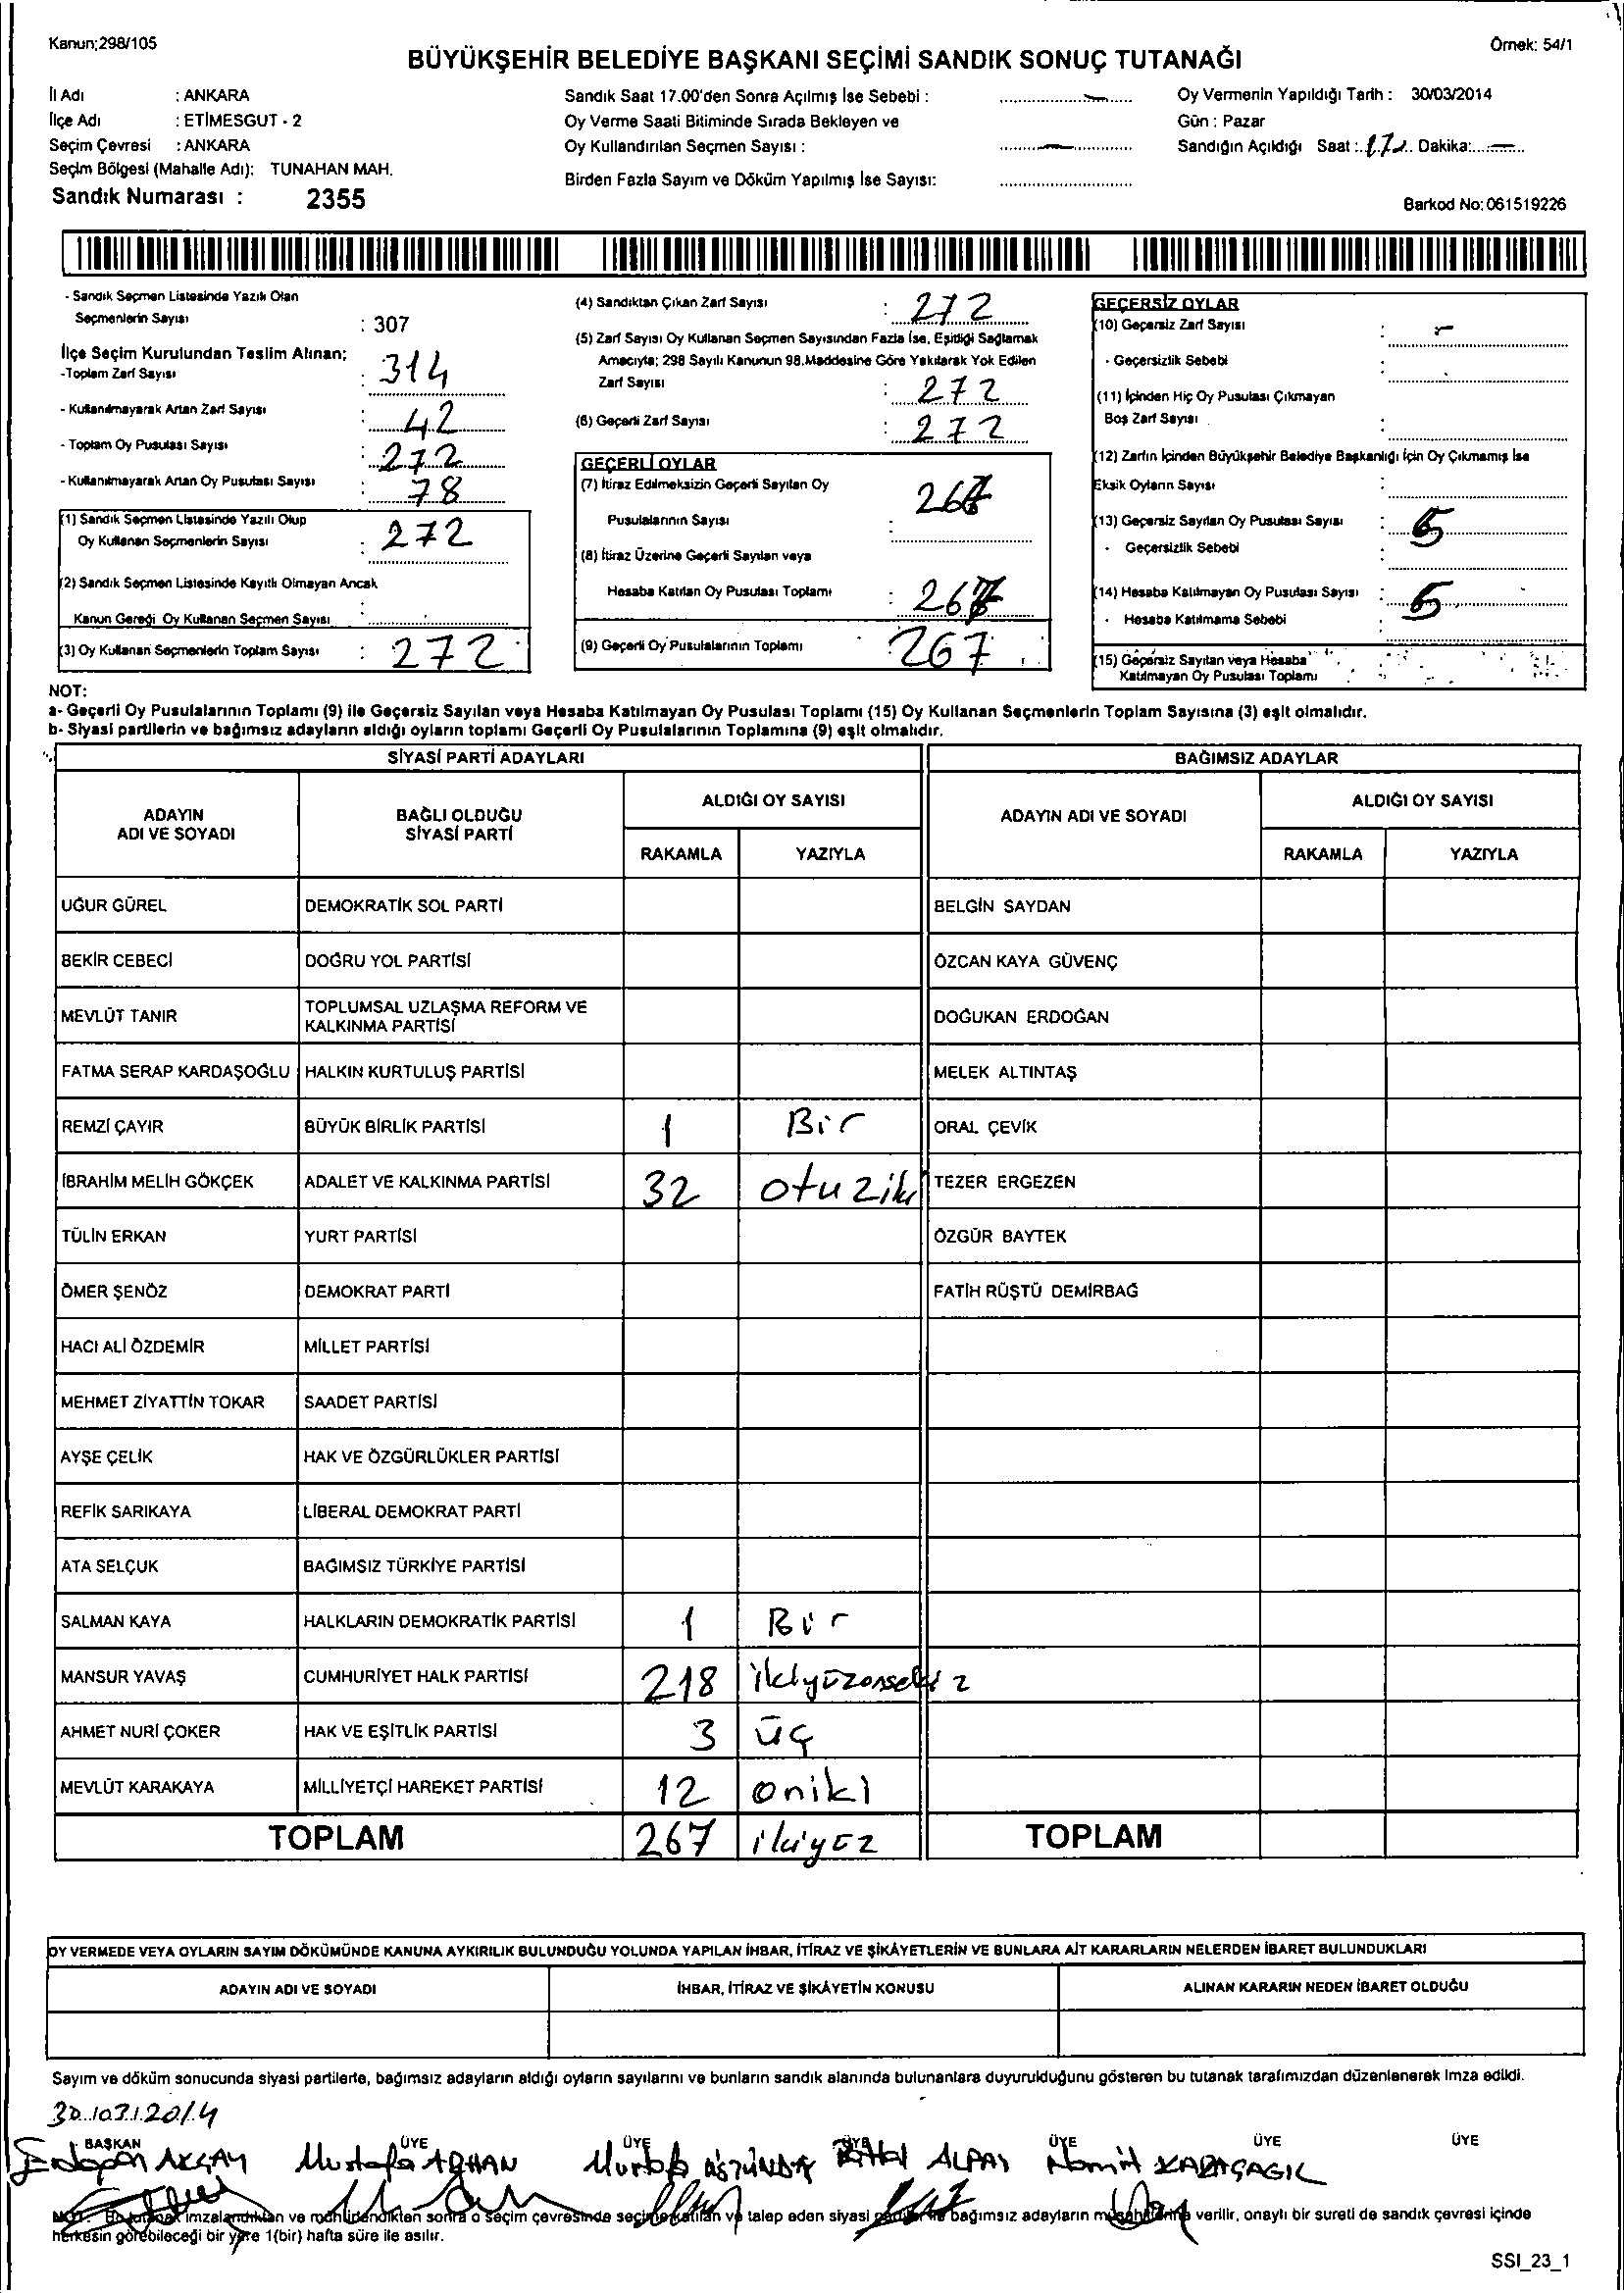 Kanun;298/105
Örnek: 54/1
BÜYÜKŞEHİR BELEDİYE BAŞKANI SEÇİMİ SANDIK SONUÇ TUTANAĞI
İl Adı : ANKARA
İlçe Adı : ETİMESGUT - 2
Seçim Çevresi : ANKARA
Seçim Bölgesi (Mahalle Adı): TUNAHAN MAH.
Sandık Numarası : 2355
Sandık Saat 17.00'den Sonra Açılmış İse Sebebi :
Oy Verme Saati Bitiminde Sırada Bekleyen ve
Oy Kullandırılan Seçmen Sayısı :
Birden Fazla Sayım ve Döküm Yapılmış İse Sayısı:
Oy Vermenin Yapıldığı Tarih : 30/03/2014
Gün : Pazar
Sandığın Açıldığı Saat : Dakika:
Barkod No: 061519226
- Sandık Seçmen Listesinde Yazılı Olan
Seçmenlerin Sayısı : 307
İlçe Seçim Kurulundan Teslim Alınan;
-Toplam Zarf Sayısı : 314
- Kullanılmayarak Artan Zarf Sayısı : 42
- Toplam Oy Pusulası Sayısı : 272
- Kullanılmayarak Artan Oy Pusulası Sayısı : 78
(1) Sandık Seçmen Listesinde Yazılı Olup
Oy Kullanan Seçmenlerin Sayısı : 272
(2) Sandık Seçmen Listesinde Kayıtlı Olmayan Ancak
Kanun Gereği Oy Kullanan Seçmen Sayısı :
(3) Oy Kullanan Seçmenlerin Toplam Sayısı : 272
(4) Sandıktan Çıkan Zarf Sayısı : 272
(5) Zarf Sayısı Oy Kullanan Seçmen Sayısından Fazla İse, Eşitliği Sağlamak
Amacıyla; 298 Sayılı Kanunun 98.Maddesine Göre Yakılarak Yok Edilen
Zarf Sayısı : 272
(6) Geçerli Zarf Sayısı : 272
GEÇERLİ OYLAR
(7) İtiraz Edilmeksizin Geçerli Sayılan Oy
Pusulalarının Sayısı : 267
(8) İtiraz Üzerine Geçerli Sayılan veya
Hesaba Katılan Oy Pusulası Toplamı : 267
(9) Geçerli Oy Pusulalarının Toplamı : 267
GEÇERSİZ OYLAR
(10) Geçersiz Zarf Sayısı : -
- Geçersizlik Sebebi :
(11) İçinden Hiç Oy Pusulası Çıkmayan
Boş Zarf Sayısı :
(12) Zarfın İçinden Büyükşehir Belediye Başkanlığı İçin Oy Çıkmamış İse
Eksik Oyların Sayısı :
(13) Geçersiz Sayılan Oy Pusulası Sayısı : 5
- Geçersizlik Sebebi :
(14) Hesaba Katılmayan Oy Pusulası Sayısı : 5
- Hesaba Katılmama Sebebi :
(15) Geçersiz Sayılan veya Hesaba
Katılmayan Oy Pusulası Toplamı
NOT:
a- Geçerli Oy Pusulalarının Toplamı (9) ile Geçersiz Sayılan veya Hesaba Katılmayan Oy Pusulası Toplamı (15) Oy Kullanan Seçmenlerin Toplam Sayısına (3) eşit olmalıdır.
b- Siyasi partilerin ve bağımsız adayların aldığı oyların toplamı Geçerli Oy Pusulalarının Toplamına (9) eşit olmalıdır.
SİYASİ PARTİ ADAYLARI BAĞIMSIZ ADAYLAR
ADAYIN ADI VE SOYADI BAĞLI OLDUĞU SİYASİ PARTİ ALDIĞI OY SAYISI ADAYIN ADI VE SOYADI ALDIĞI OY SAYISI
RAKAMLA YAZIYLA RAKAMLA YAZIYLA
UĞUR GÜREL DEMOKRATİK SOL PARTİ BELGİN SAYDAN
BEKİR CEBECİ DOĞRU YOL PARTİSİ ÖZCAN KAYA GÜVENÇ
MEVLÜT TANIR TOPLUMSAL UZLAŞMA REFORM VE KALKINMA PARTİSİ DOĞUKAN ERDOĞAN
FATMA SERAP KARDAŞOĞLU HALKIN KURTULUŞ PARTİSİ MELEK ALTINTAŞ
REMZİ ÇAYIR BÜYÜK BİRLİK PARTİSİ 1 Bir ORAL ÇEVİK
İBRAHİM MELİH GÖKÇEK ADALET VE KALKINMA PARTİSİ 32 otuziki TEZER ERGEZEN
TÜLİN ERKAN YURT PARTİSİ ÖZGÜR BAYTEK
ÖMER ŞENÖZ DEMOKRAT PARTİ FATİH RÜŞTÜ DEMİRBAĞ
HACI ALİ ÖZDEMİR MİLLET PARTİSİ
MEHMET ZİYATTİN TOKAR SAADET PARTİSİ
AYŞE ÇELİK HAK VE ÖZGÜRLÜKLER PARTİSİ
REFİK SARIKAYA LİBERAL DEMOKRAT PARTİ
ATA SELÇUK BAĞIMSIZ TÜRKİYE PARTİSİ
SALMAN KAYA HALKLARIN DEMOKRATİK PARTİSİ 1 Bir
MANSUR YAVAŞ CUMHURİYET HALK PARTİSİ 218 ikiyüzonsekiz
AHMET NURİ ÇOKER HAK VE EŞİTLİK PARTİSİ 3 üç
MEVLÜT KARAKAYA MİLLİYETÇİ HAREKET PARTİSİ 12 oniki
TOPLAM 267 ikiyüz TOPLAM
OY VERMEDE VEYA OYLARIN SAYIM DÖKÜMÜNDE KANUNA AYKIRILIK BULUNDUĞU YOLUNDA YAPILAN İHBAR, İTİRAZ VE ŞİKÂYETLERİN VE BUNLARA AİT KARARLARIN NELERDEN İBARET BULUNDUKLARI
ADAYIN ADI VE SOYADI İHBAR, İTİRAZ VE ŞİKÂYETİN KONUSU ALINAN KARARIN NEDEN İBARET OLDUĞU
Sayım ve döküm sonucunda siyasi partilerle, bağımsız adayların aldığı oyların sayılarını ve bunların sandık alanında bulunanlara duyurulduğunu gösteren bu tutanak tarafımızdan düzenlenerek imza edildi.
30.103.12014
BAŞKAN ÜYE ÜYE ÜYE ÜYE ÜYE ÜYE
Erdoğan AKÇAY Mustafa ALPAY Namık
NOT: Bu tutanak imzalandıktan ve mühürlendikten sonra o seçim çevresinde seçime katılan ve talep eden siyasi partiler ile bağımsız adayların müşahitlerine verilir, onaylı bir sureti de sandık çevresi içinde
herkesin görebileceği bir yere 1(bir) hafta süre ile asılır.
SSI_23_1